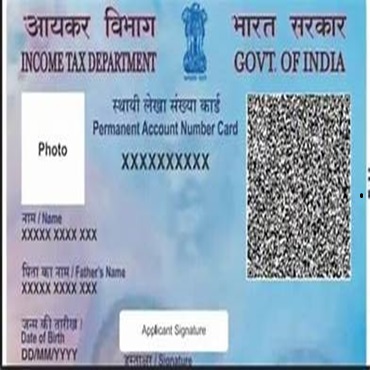 आयकर विभाग
भारत सरकार
INCOME TAX DEPARTMENT
GOVT. OF INDIA
स्थायी लेखा संख्या कार्ड
Permanent Account Number Card
XXXXXXXXXX
Photo
नाम / Name
XXXXX XXXX XXX
पिता का नाम / Father's Name
XXXXX XXXX XXX
जन्म की तारीख /
Date of Birth
DD/MM/YYYY
Applicant Signature
हस्ताक्षर / Signature